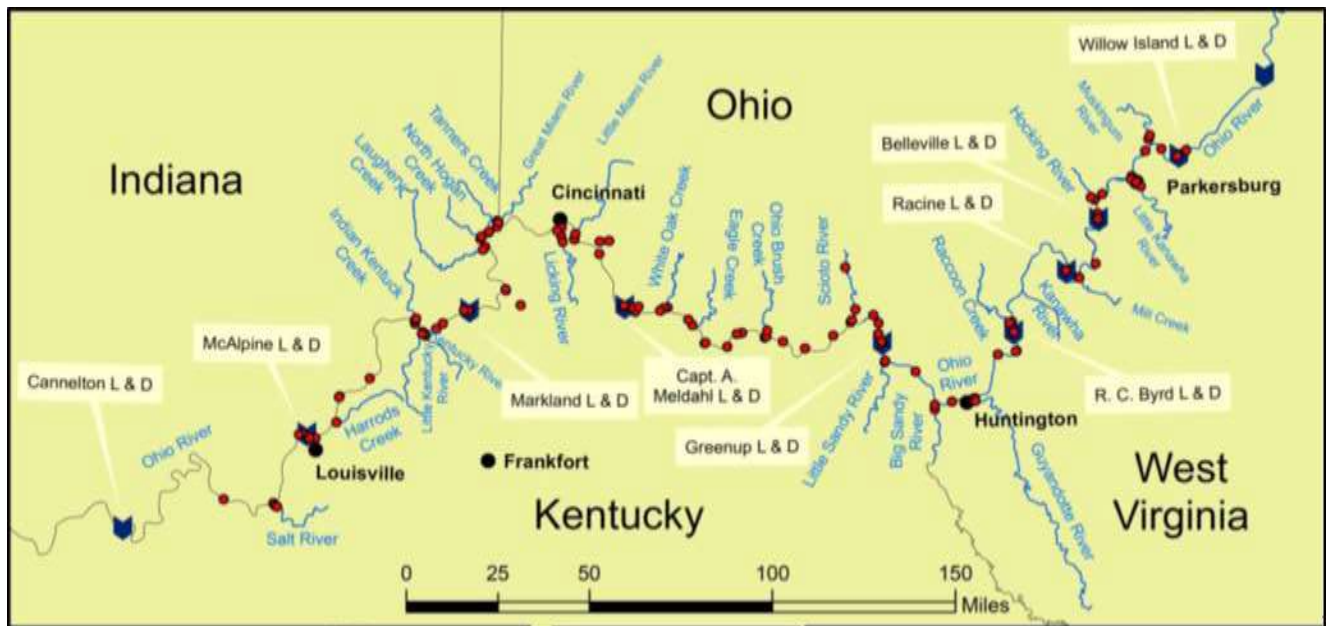 Willow Island L & D
Ohio
Muskingum
River
Ohio River
Hocking River
Belleville L & D
Parkersburg
Racine L & D
Little Kanawha
River
Indiana
Laughery
Creek
North Hogan
Creek
Tanners Creek
Great Miami River
Little Miami River
Cincinnati
Indian Kentuck
Creek
Licking River
White Oak Creek
Eagle Creek
Ohio Brush
Creek
Scioto River
Raccoon Creek
Kanawha
River
Mill Creek
McAlpine L & D
Cannelton L & D
Little Kentucky
River
Kentucky River
Markland L & D
Capt. A.
Meldahl L & D
Greenup L & D
Little Sandy River
Big Sandy
River
Ohio
River
Huntington
R. C. Byrd L & D
Harrods
Creek
Ohio River
Louisville
Frankfort
Guyandotte River
West
Virginia
Kentucky
Salt River
0 25 50 100 150
Miles